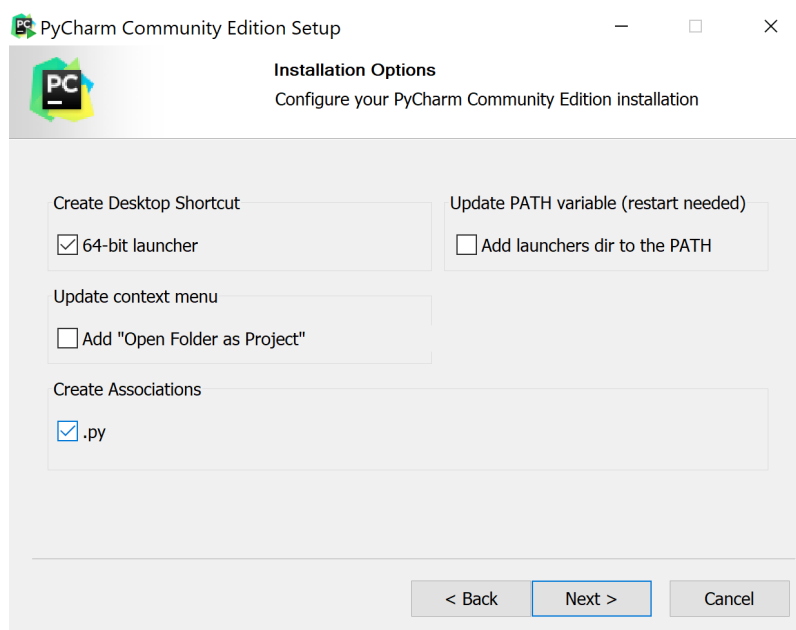 PyCharm Community Edition Setup
PC
Installation Options
Configure your PyCharm Community Edition installation
Create Desktop Shortcut
64-bit launcher
Update PATH variable (restart needed)
Add launchers dir to the PATH
Update context menu
Add "Open Folder as Project"
Create Associations
.py
< Back
Next >
Cancel